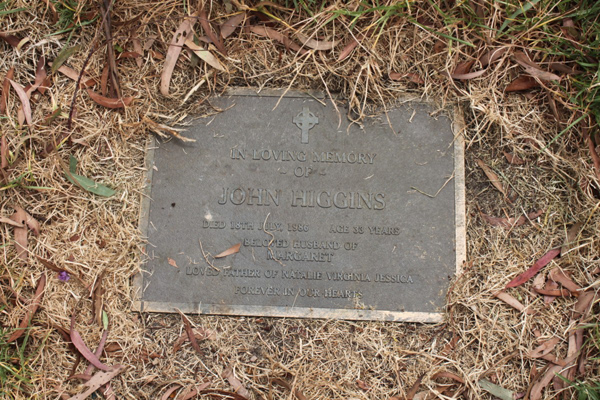 IN LOVING MEMORY
- OF -
JOHN HIGGINS
DIED 18TH JULY, 1986 AGE 33 YEARS
BELOVED HUSBAND OF
MARGARET
LOVED FATHER OF NATALIE VIRGINIA JESSICA
FOREVER IN OUR HEARTS